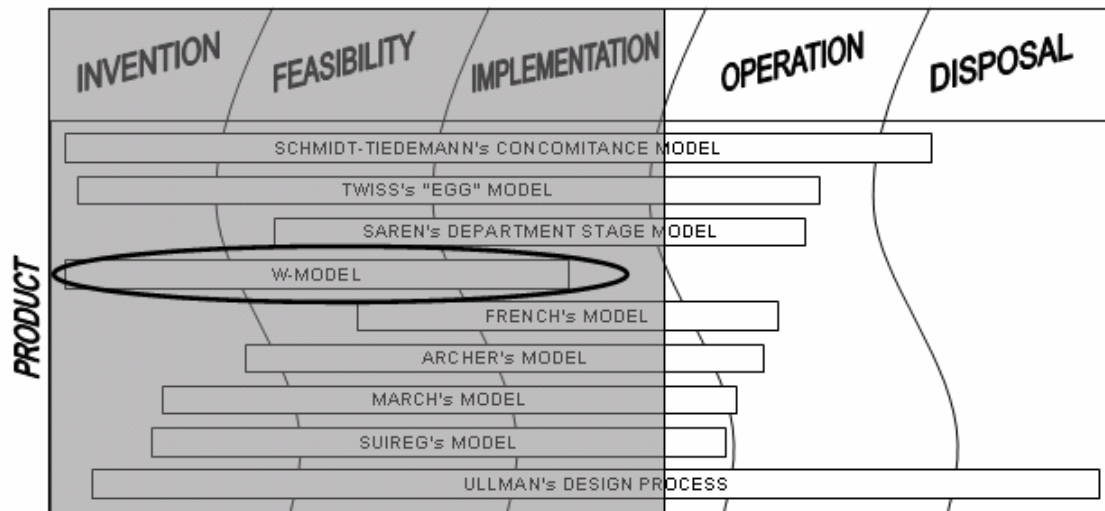 INVENTION FEASIBILITY IMPLEMENTATION OPERATION DISPOSAL
SCHMIDT-TIEDEMANN's CONCOMITANCE MODEL
TWISS's "EGG" MODEL
SAREN's DEPARTMENT STAGE MODEL
W-MODEL
FRENCH's MODEL
ARCHER's MODEL
MARCH's MODEL
SUIREG's MODEL
ULLMAN's DESIGN PROCESS
PRODUCT